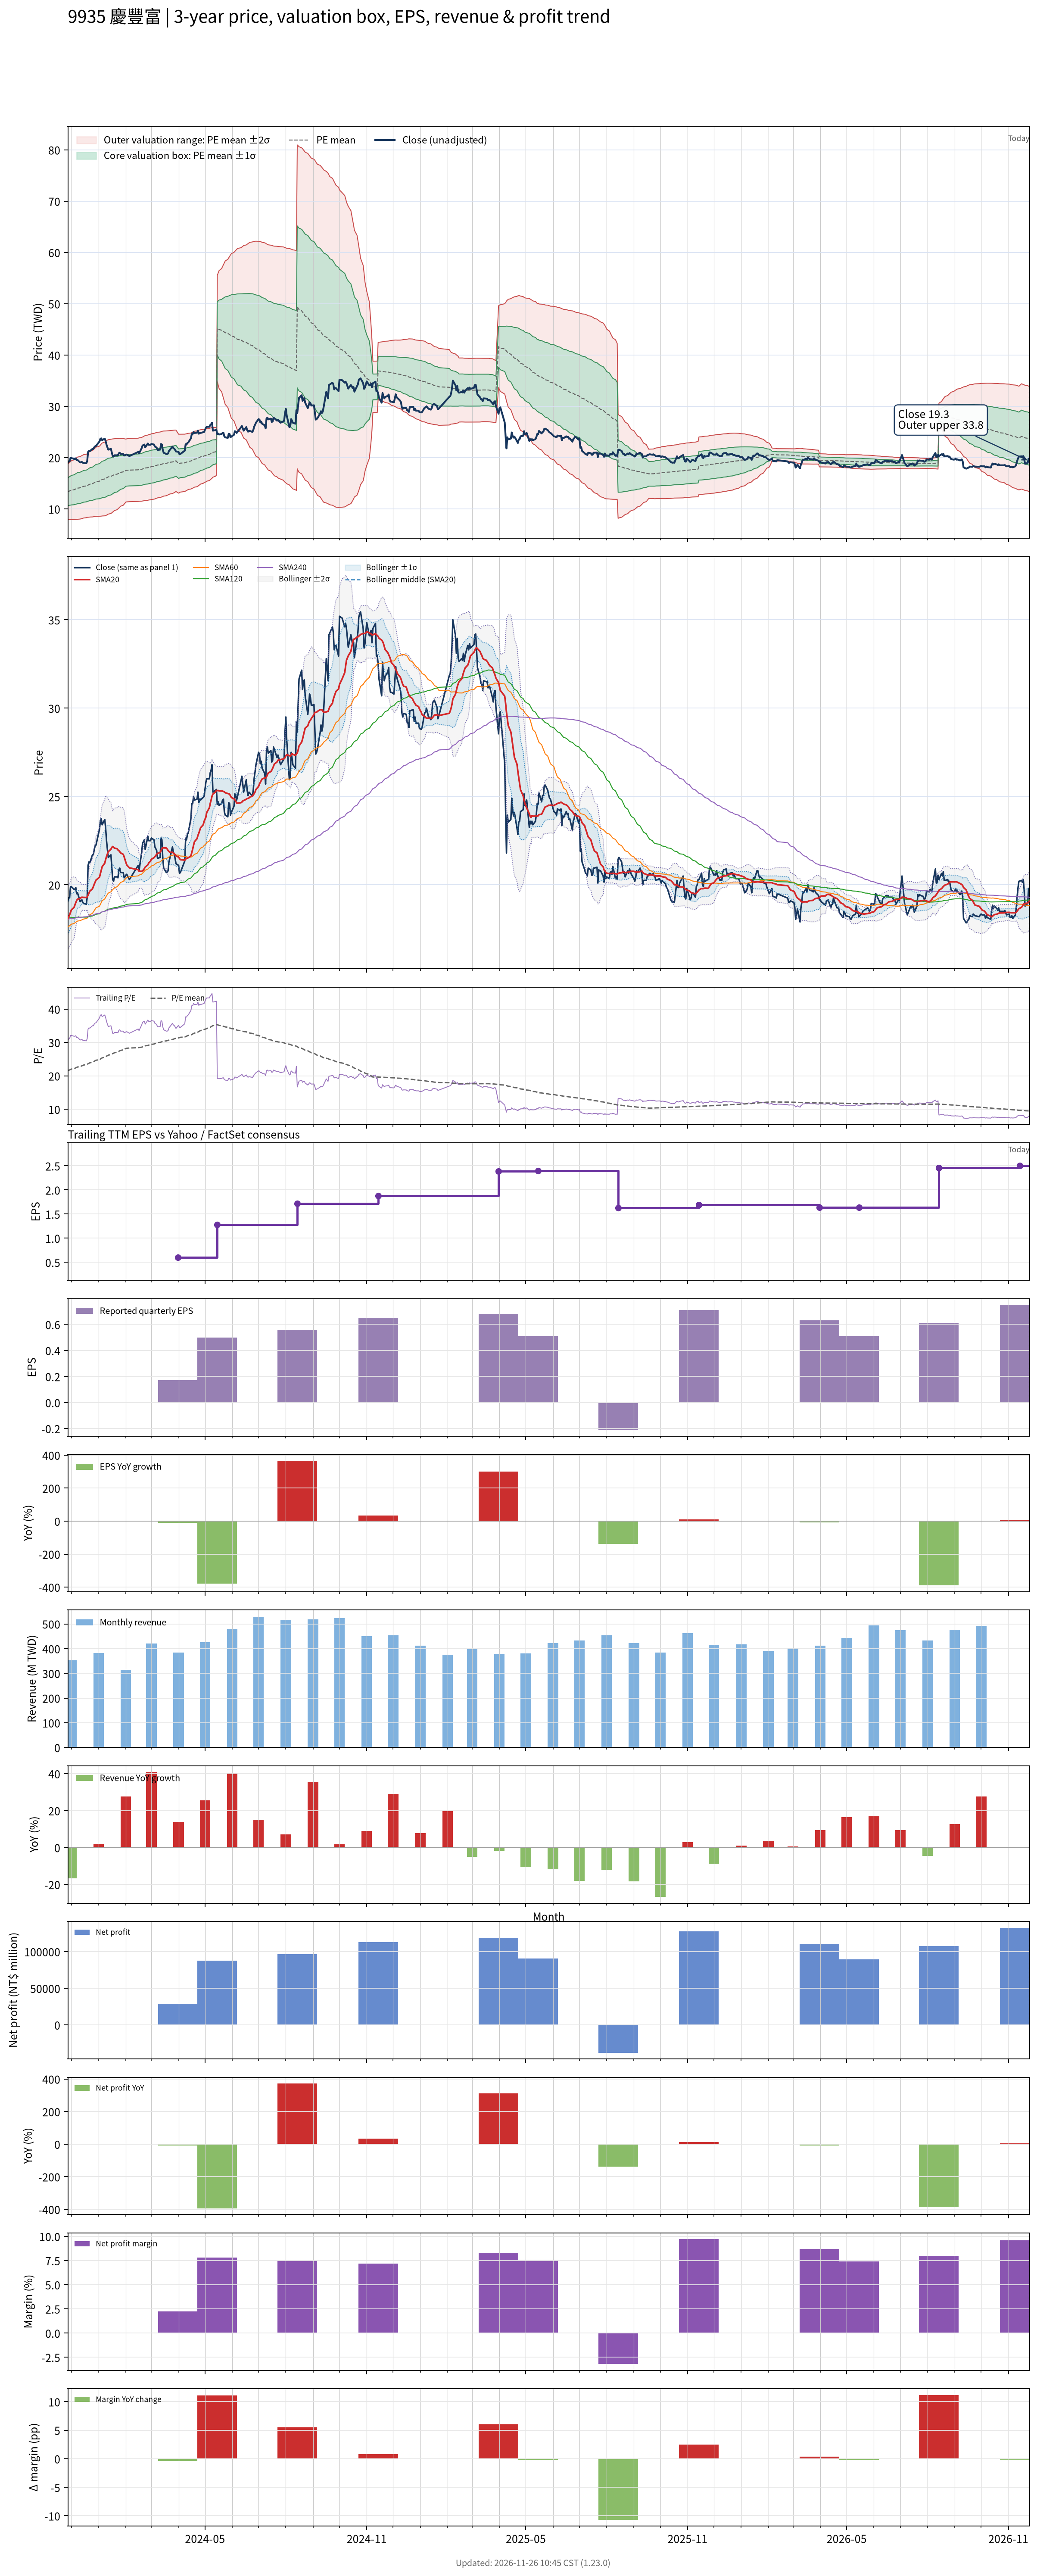 9935 慶豐富 | 3-year price, valuation box, EPS, revenue & profit trend
Outer valuation range: PE mean ±2σ
Core valuation box: PE mean ±1σ
PE mean
Close (unadjusted)
Today
Price (TWD)
80
70
60
50
40
30
20
10
Close 19.3
Outer upper 33.8
Close (same as panel 1)
SMA20
SMA60
SMA120
SMA240
Bollinger ±2σ
Bollinger ±1σ
Bollinger middle (SMA20)
Price
35
30
25
20
Trailing P/E
P/E mean
P/E
40
30
20
10
Trailing TTM EPS vs Yahoo / FactSet consensus
Today
EPS
2.5
2.0
1.5
1.0
0.5
Reported quarterly EPS
EPS
0.6
0.4
0.2
0.0
-0.2
EPS YoY growth
YoY (%)
400
200
0
-200
-400
Monthly revenue
Revenue (M TWD)
500
400
300
200
100
0
Revenue YoY growth
YoY (%)
40
20
0
-20
Month
Net profit
Net profit (NT$ million)
100000
50000
0
Net profit YoY
YoY (%)
400
200
0
-200
-400
Net profit margin
Margin (%)
10.0
7.5
5.0
2.5
0.0
-2.5
Margin YoY change
Δ margin (pp)
10
5
0
-5
-10
2024-05
2024-11
2025-05
2025-11
2026-05
2026-11
Updated: 2026-11-26 10:45 CST (1.23.0)